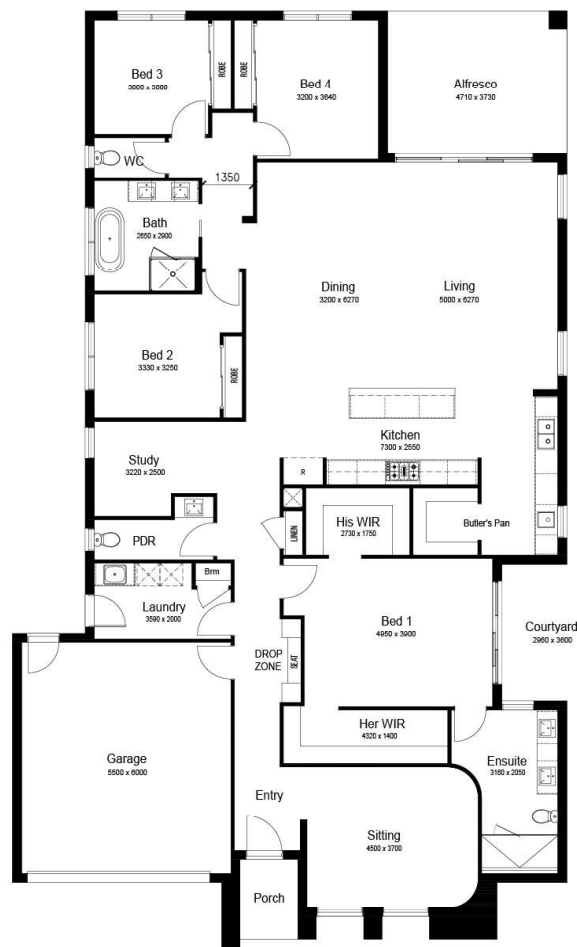 Bed 3
3000 x 3000
ROBE
ROBE
Bed 4
3200 x 3640
Alfresco
4710 x 3730
WC
1350
Bath
2650 x 2900
Dining
3200 x 6270
Living
5000 x 6270
Bed 2
3330 x 3250
ROBE
Kitchen
7300 x 2550
Study
3220 x 2500
R
His WIR
2730 x 1750
Butler's Pan
LINEN
PDR
Brm
Laundry
3590 x 2000
Bed 1
4950 x 3900
Courtyard
2960 x 3600
DROP
ZONE
SEAT
Her WIR
4320 x 1400
Garage
5500 x 6000
Ensuite
3160 x 2050
Entry
Sitting
4500 x 3700
Porch